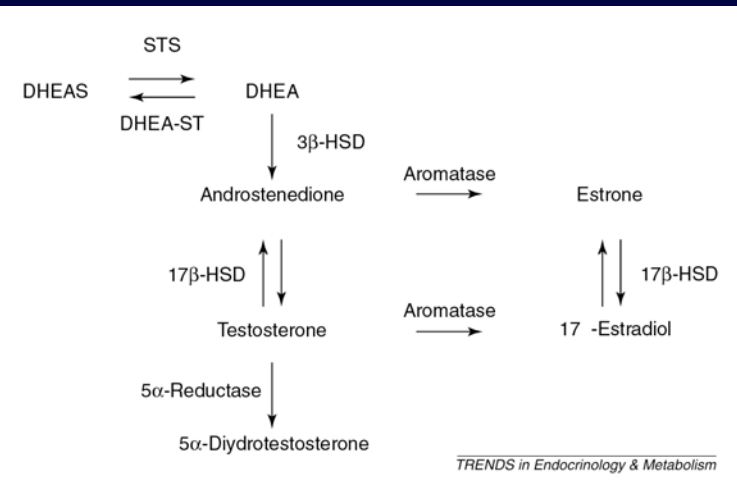 STS
DHEAS
DHEA
DHEA-ST
3β-HSD
Androstenedione
Aromatase
Estrone
17β-HSD
17β-HSD
Testosterone
Aromatase
17 -Estradiol
5α-Reductase
5α-Diydrotestosterone
TRENDS in Endocrinology & Metabolism